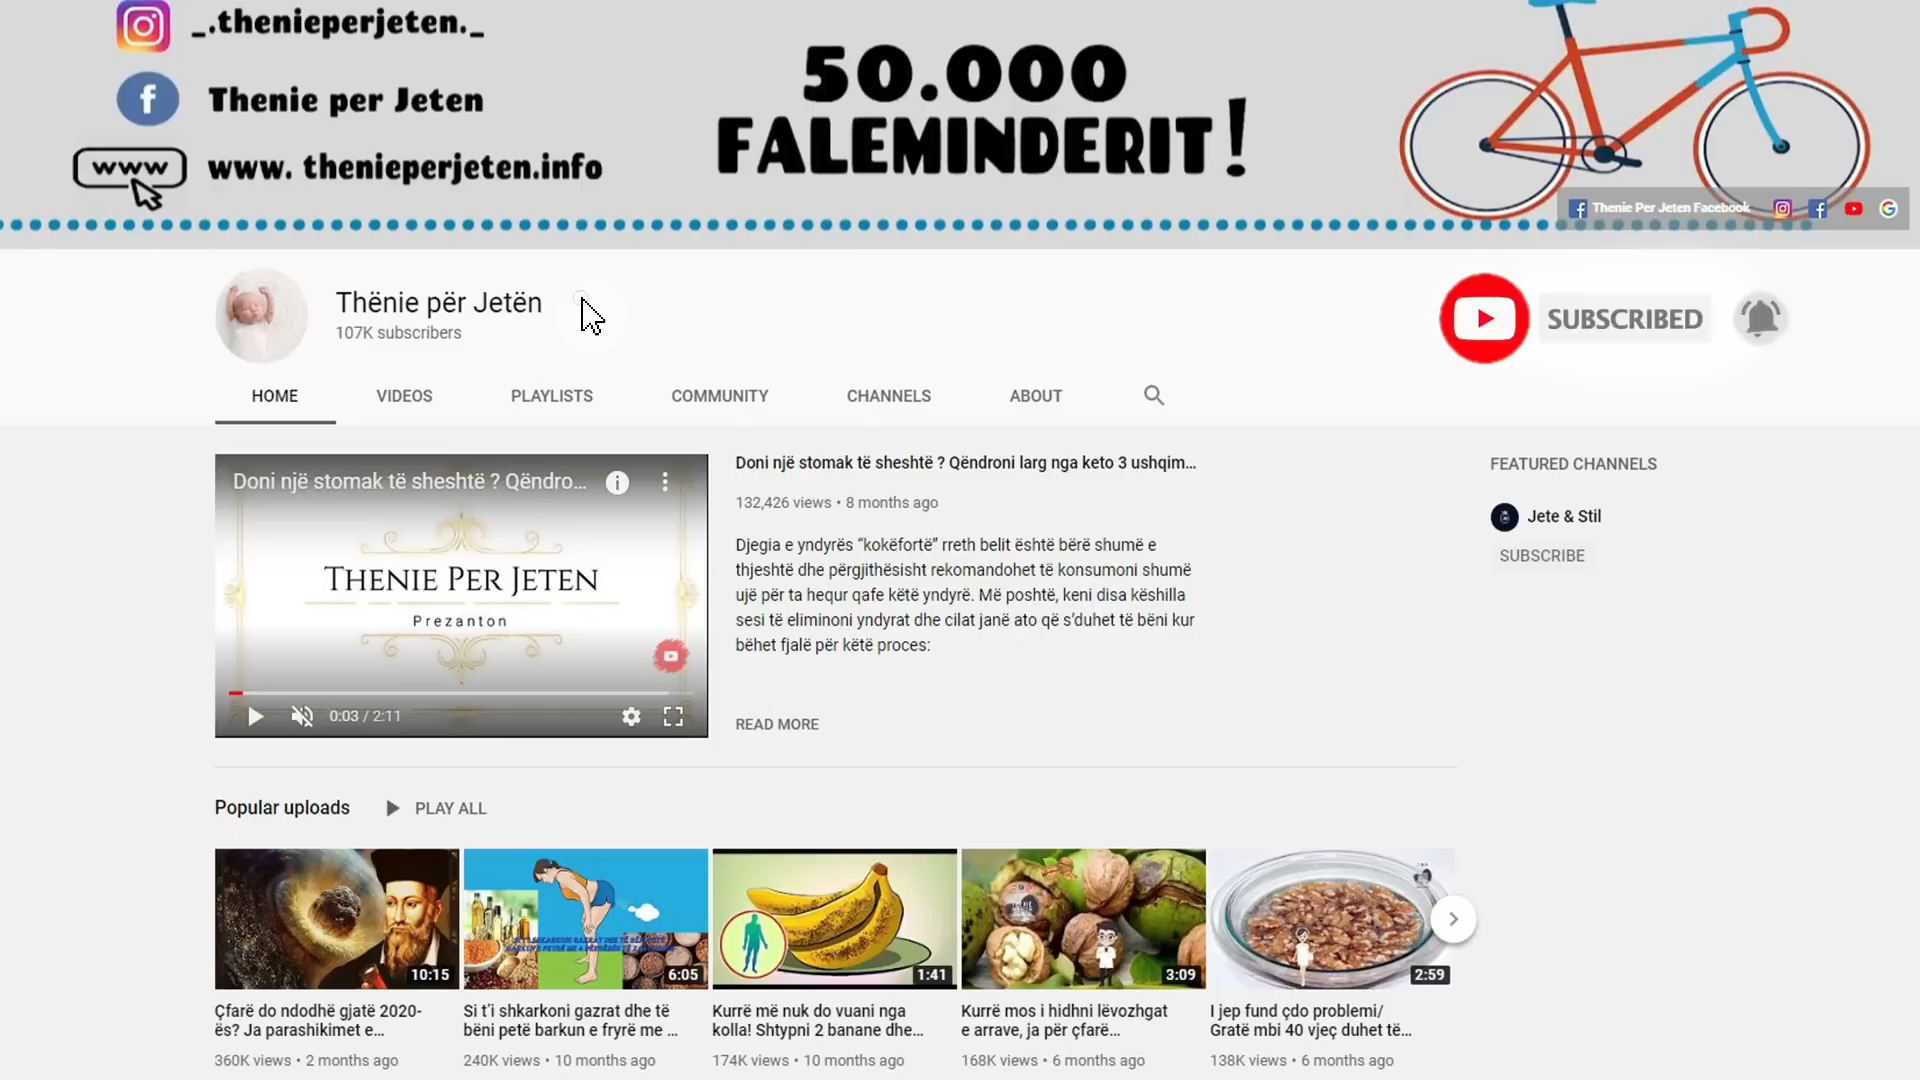 _.thenieperjeten._
Thenie per Jeten
www
www. thenieperjeten.info
50.000
FALEMINDERIT!
Thenie Per Jeten Facebook
Thënie për Jetën
107K subscribers
SUBSCRIBED
HOME
VIDEOS
PLAYLISTS
COMMUNITY
CHANNELS
ABOUT
Doni një stomak të sheshtë ? Qëndro...
THENIE PER JETEN
Prezanton
0:03 / 2:11
Doni një stomak të sheshtë ? Qëndroni larg nga keto 3 ushqim...
132,426 views • 8 months ago
Djegia e yndyrës “kokëfortë” rreth belit është bërë shumë e
thjeshtë dhe përgjithësisht rekomandohet të konsumoni shumë
ujë për ta hequr qafe këtë yndyrë. Më poshtë, keni disa këshilla
sesi të eliminoni yndyrat dhe cilat janë ato që s’duhet të bëni kur
bëhet fjalë për këtë proces:
READ MORE
FEATURED CHANNELS
Jete & Stil
SUBSCRIBE
Popular uploads
PLAY ALL
10:15
6:05
1:41
3:09
2:59
Çfarë do ndodhë gjatë 2020-
ës? Ja parashikimet e...
360K views • 2 months ago
Si t’i shkarkoni gazrat dhe të
bëni petë barkun e fryrë me ...
240K views • 10 months ago
Kurrë më nuk do vuani nga
kolla! Shtypni 2 banane dhe...
174K views • 10 months ago
Kurrë mos i hidhni lëvozhgat
e arrave, ja për çfarë...
168K views • 6 months ago
I jep fund çdo problemi/
Gratë mbi 40 vjeç duhet të...
138K views • 6 months ago